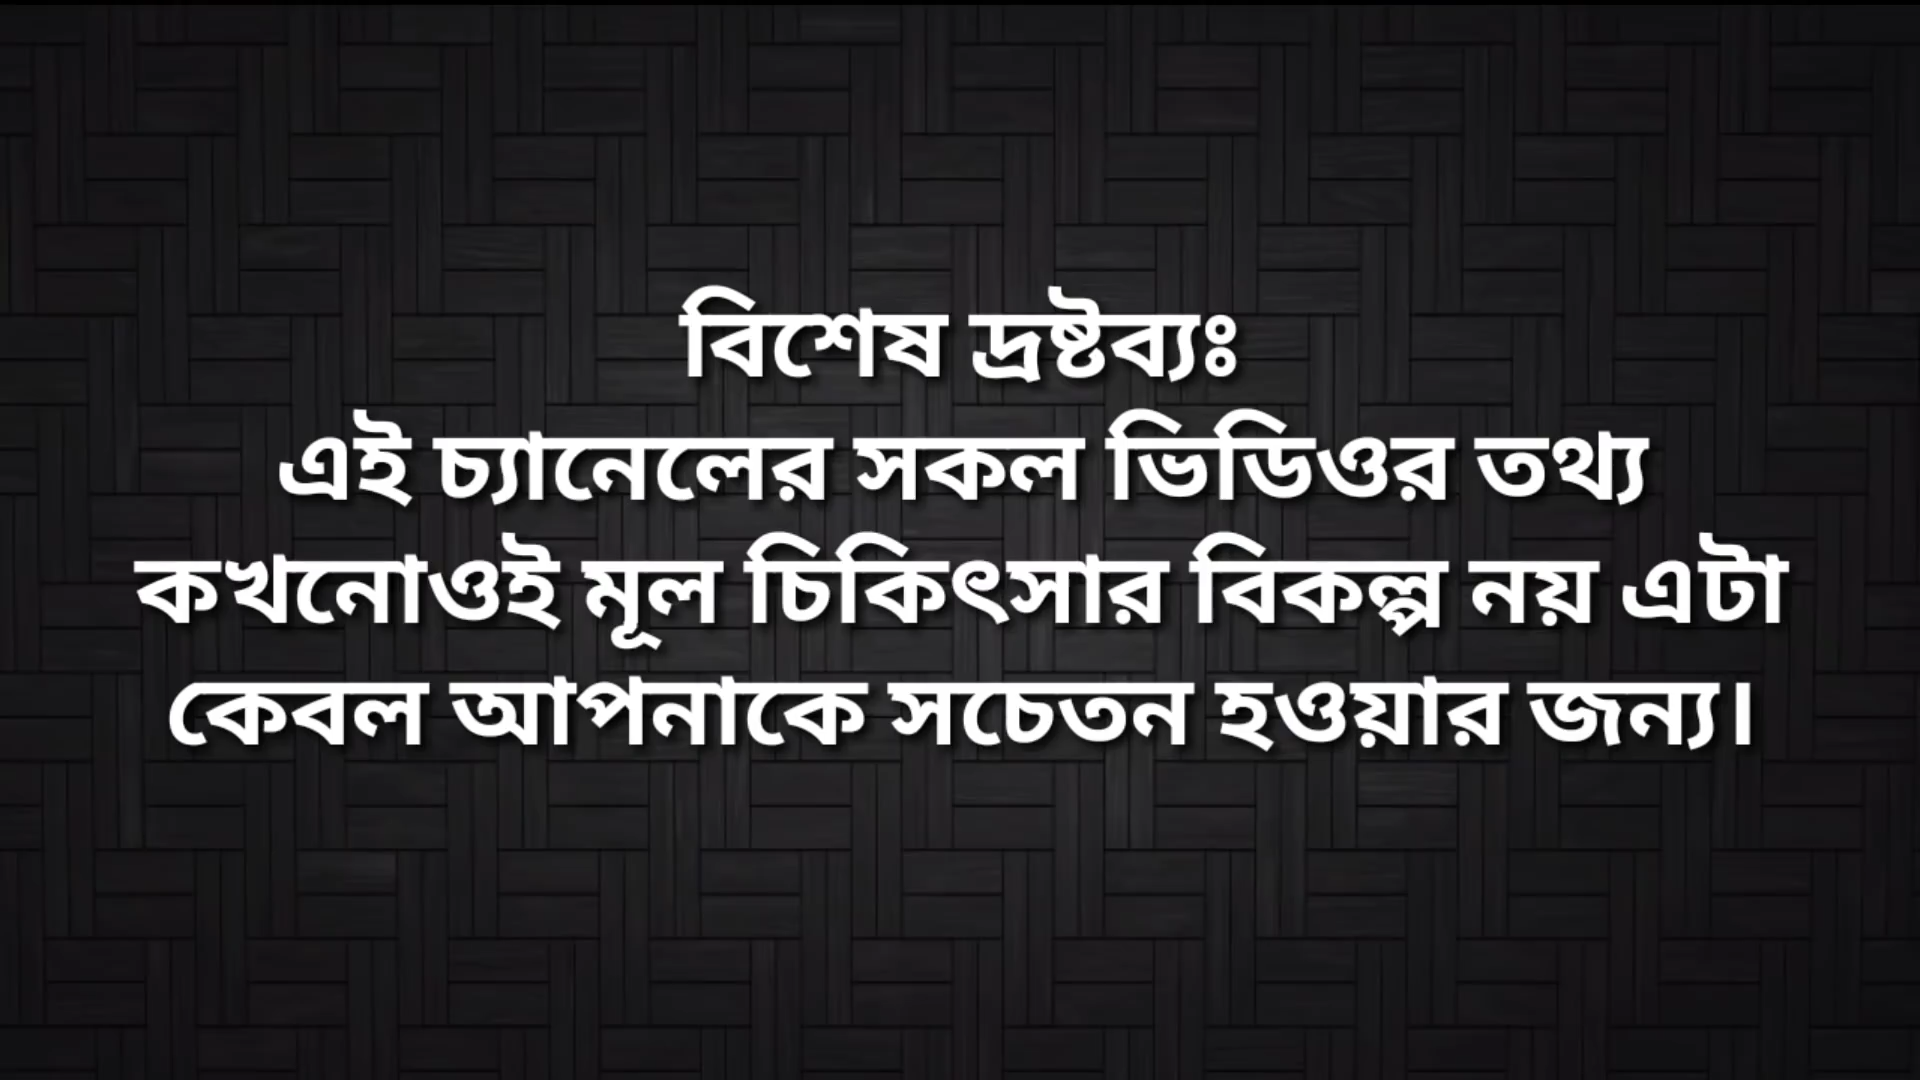 বিশেষ দ্রষ্টব্যঃ
এই চ্যানেলের সকল ভিডিওর তথ্য
কখনোওই মূল চিকিৎসার বিকল্প নয় এটা
কেবল আপনাকে সচেতন হওয়ার জন্য।